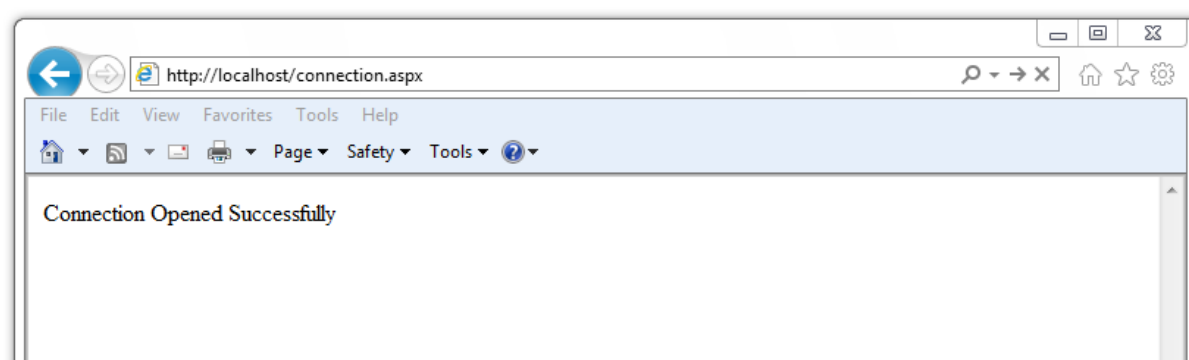 http://localhost/connection.aspx
File Edit View Favorites Tools Help
Page Safety Tools
Connection Opened Successfully